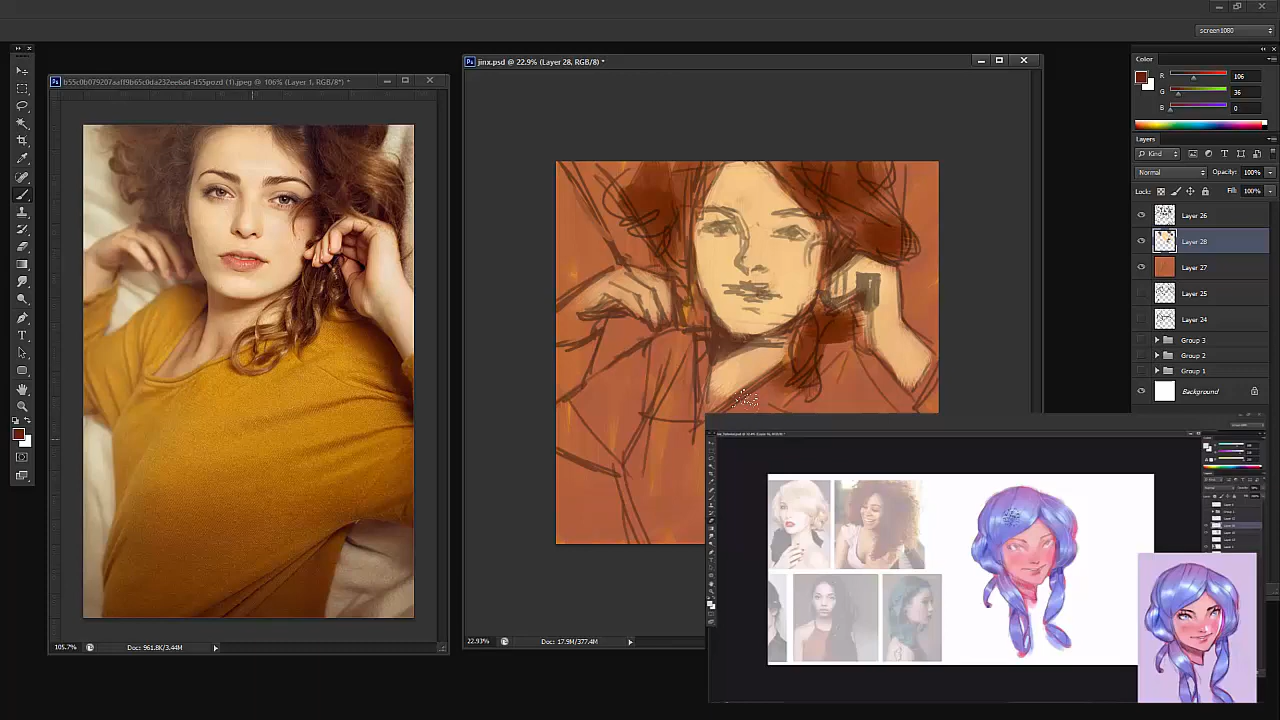 screen1080
b55c0b079207aaff9b65c0da232ee6ad-d55pozd (1).jpeg @ 106% (Layer 1, RGB/8*) *
jinx.psd @ 22.9% (Layer 28, RGB/8) *
Color
R 106
G 36
B 0
Layers
Kind
Normal Opacity: 100%
Lock: Fill: 100%
Layer 26
Layer 28
Layer 27
Layer 25
Layer 24
Group 3
Group 2
Group 1
Background
22.93% Doc: 17.9M/377.4M
105.7% Doc: 961.8K/3.44M